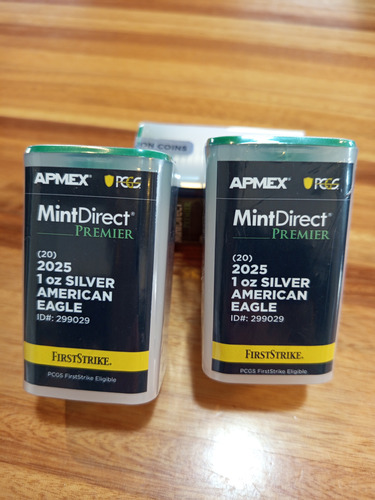 ON COINS
APMEX® PCGS
MintDirect®
PREMIER
(20)
2025
1 oz SILVER
AMERICAN
EAGLE
ID#: 299029
FIRSTSTRIKE®
PCGS FirstStrike Eligible
APMEX® PCGS
MintDirect®
PREMIER
(20)
2025
1 oz SILVER
AMERICAN
EAGLE
ID#: 299029
FIRSTSTRIKE®
PCGS FirstStrike Eligible